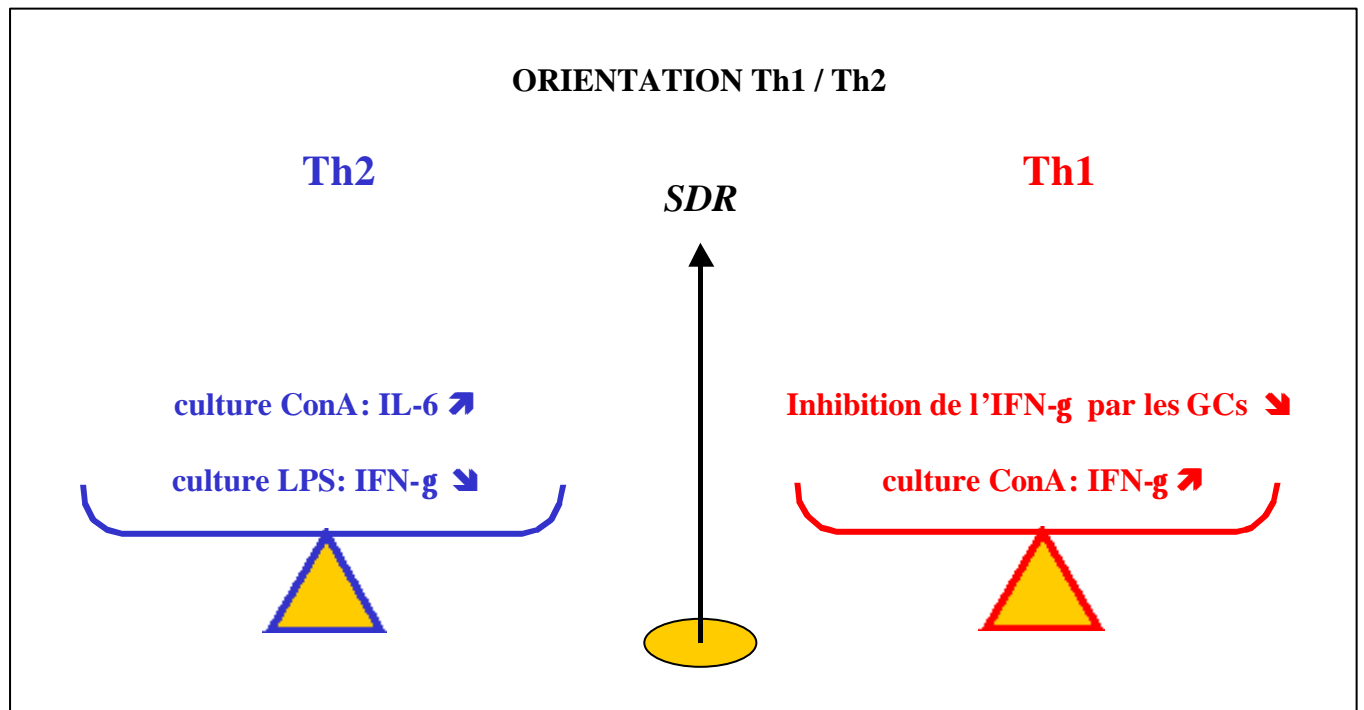 ORIENTATION Th1 / Th2
Th2
Th1
SDR
culture ConA: IL-6 ➚
culture LPS: IFN-g ➘
Inhibition de l’IFN-g par les GCs ➘
culture ConA: IFN-g ➚